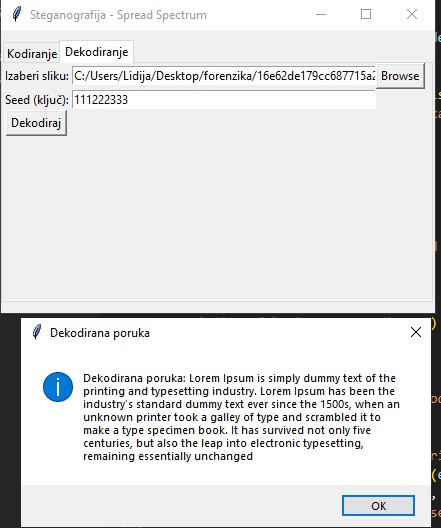 Steganografija - Spread Spectrum
Kodiranje Dekodiranje
Izaberi sliku: C:/Users/Lidija/Desktop/forenzika/16e62de179cc687715a2 Browse
Seed (ključ): 111222333
Dekodiraj
Dekodirana poruka
Dekodirana poruka: Lorem Ipsum is simply dummy text of the
printing and typesetting industry. Lorem Ipsum has been the
industry's standard dummy text ever since the 1500s, when an
unknown printer took a galley of type and scrambled it to
make a type specimen book. It has survived not only five
centuries, but also the leap into electronic typesetting,
remaining essentially unchanged
OK